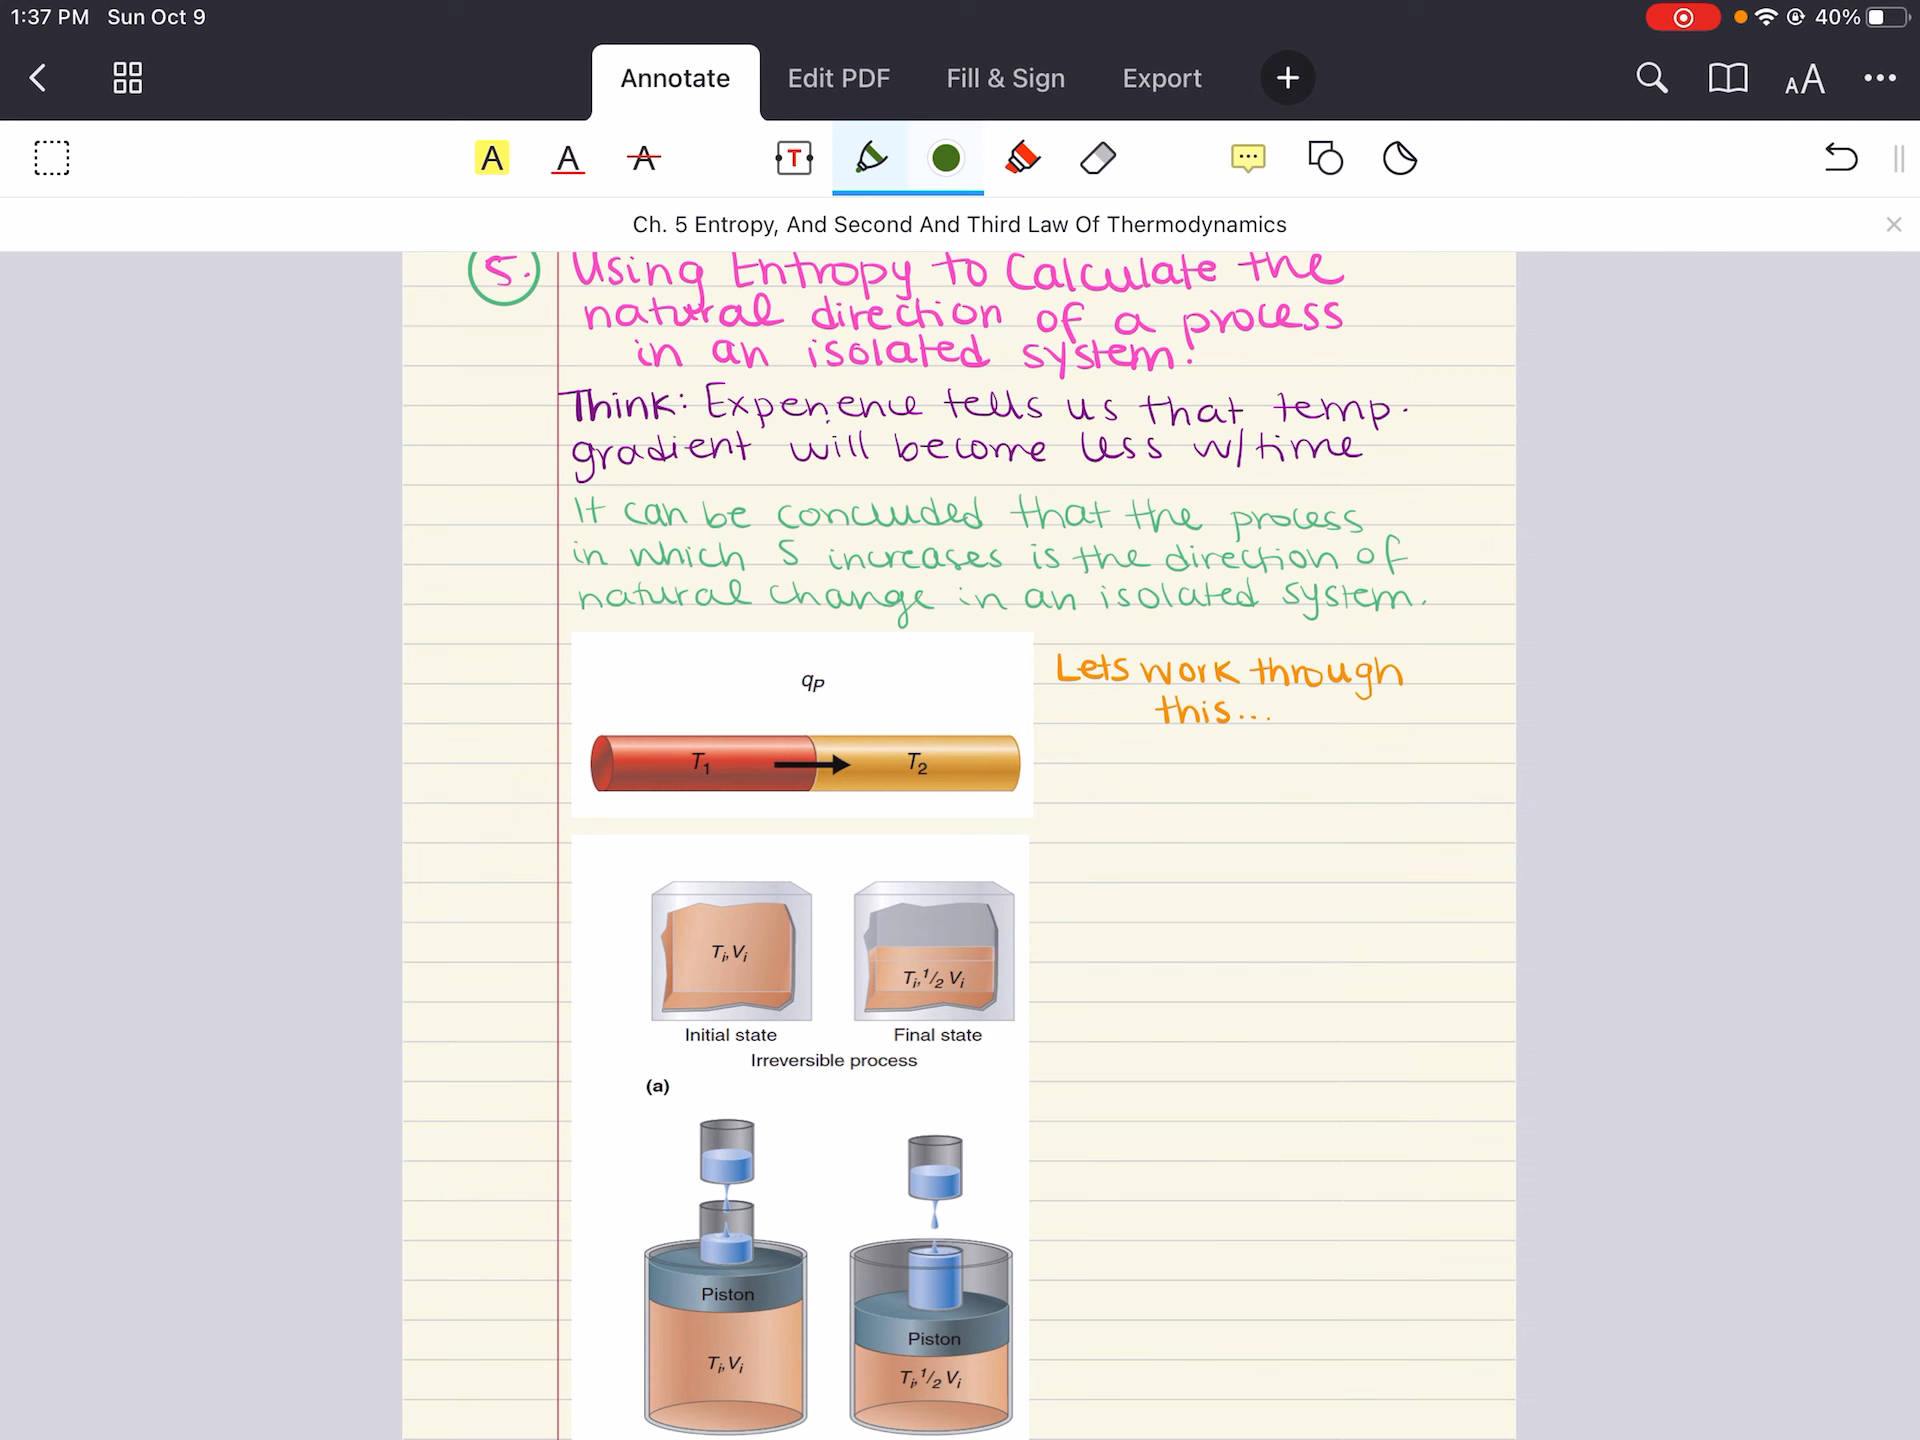 1:37 PM Sun Oct 9
40%
Annotate Edit PDF Fill & Sign Export
AA
A A A T
Ch. 5 Entropy, And Second And Third Law Of Thermodynamics
5. Using Entropy to Calculate the
natural direction of a process
in an isolated system!
Think: Experience tells us that temp.
gradient will become less w/time
It can be concluded that the process
in which S increases is the direction of
natural change in an isolated system.
qP
Lets work through
this...
T1 T2
Ti, Vi
Ti, 1/2 Vi
Initial state Final state
Irreversible process
(a)
Piston
Piston
Ti, Vi
Ti, 1/2 Vi